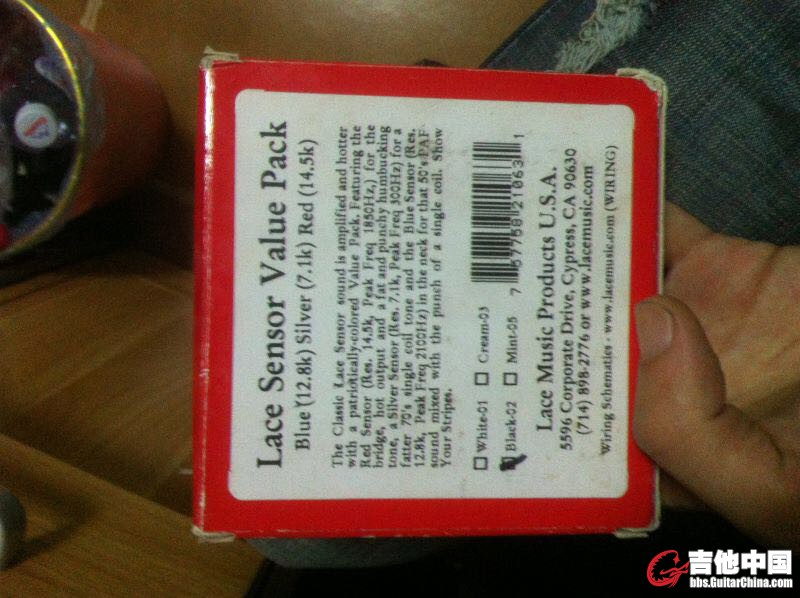 Lace Sensor Value Pack
Blue (12.8k) Silver (7.1k) Red (14.5k)
The Classic Lace Sensor sound is amplified and hotter
with a patriotically-colored Value Pack. Featuring the
Red Sensor (Res. 14.5k, Peak Freq 1850Hz,) for the
bridge, hot output and a fat and punchy humbucking
tone, a Silver Sensor (Res. 7.1k, Peak Freq 300Hz) for a
fatter 70's single coil tone and the Blue Sensor (Res.
12.8k, Peak Freq 2100Hz) in the neck for that 50's PAF
sound mixed with the punch of a single coil. Show
Your Stripes.
White-01 Cream-03
Black-02 Mint-05
7 57758 21063 1
Lace Music Products U.S.A.
5596 Corporate Drive, Cypress, CA 90630
(714) 898-2776 or www.lacemusic.com
Wiring Schematics - www.lacemusic.com (WIRING)
吉他中国
bbs.GuitarChina.com